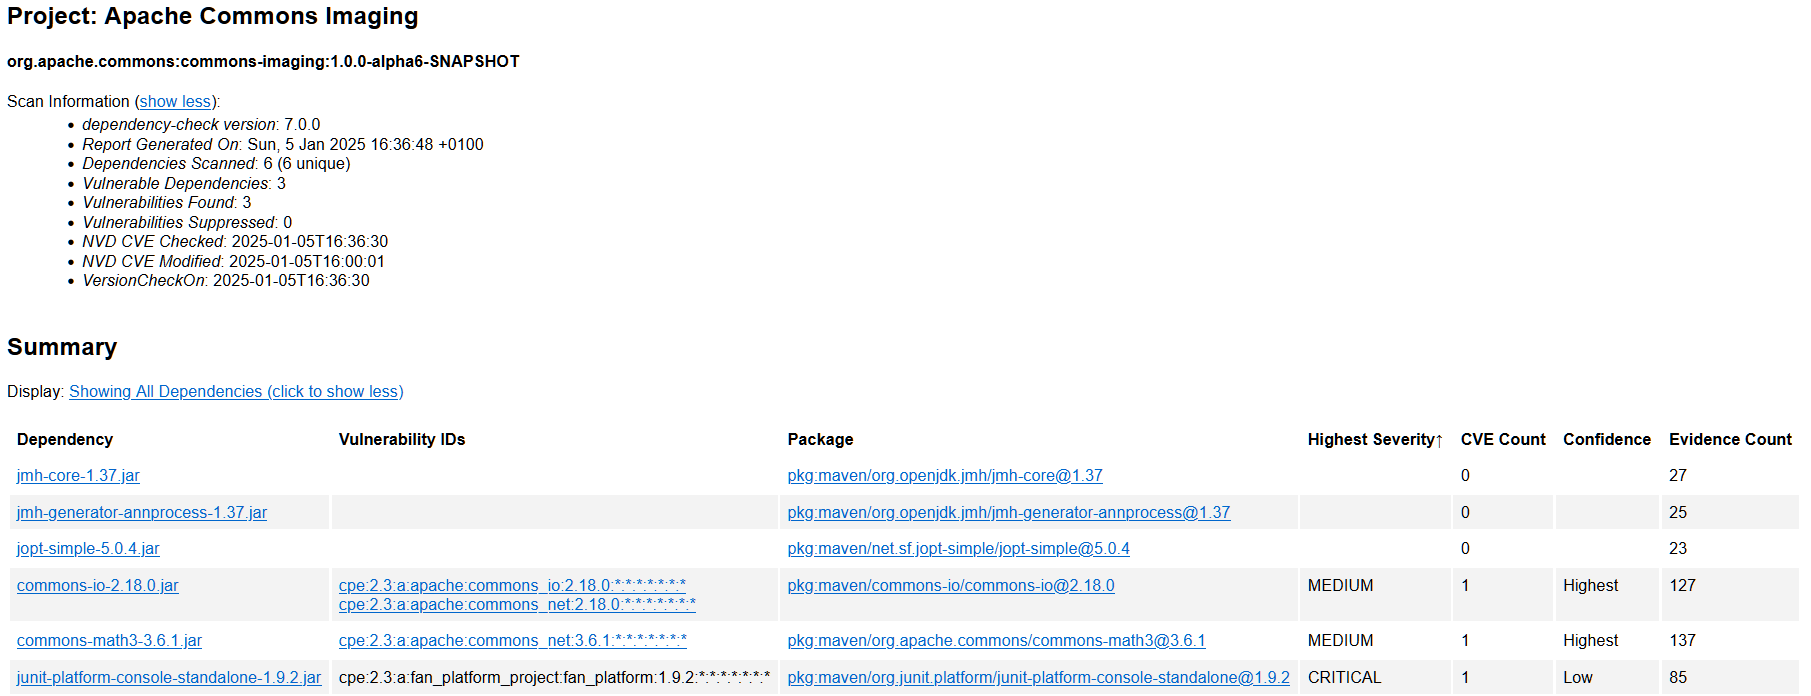 Project: Apache Commons Imaging
org.apache.commons:commons-imaging:1.0.0-alpha6-SNAPSHOT
Scan Information (show less):
• dependency-check version: 7.0.0
• Report Generated On: Sun, 5 Jan 2025 16:36:48 +0100
• Dependencies Scanned: 6 (6 unique)
• Vulnerable Dependencies: 3
• Vulnerabilities Found: 3
• Vulnerabilities Suppressed: 0
• NVD CVE Checked: 2025-01-05T16:36:30
• NVD CVE Modified: 2025-01-05T16:00:01
• VersionCheckOn: 2025-01-05T16:36:30
Summary
Display: Showing All Dependencies (click to show less)
Dependency Vulnerability IDs Package Highest Severity↑ CVE Count Confidence Evidence Count
jmh-core-1.37.jar pkg:maven/org.openjdk.jmh/jmh-core@1.37 0 27
jmh-generator-annprocess-1.37.jar pkg:maven/org.openjdk.jmh/jmh-generator-annprocess@1.37 0 25
jopt-simple-5.0.4.jar pkg:maven/net.sf.jopt-simple/jopt-simple@5.0.4 0 23
commons-io-2.18.0.jar cpe:2.3:a:apache:commons_io:2.18.0:*:*:*:*:*:*:* pkg:maven/commons-io/commons-io@2.18.0 MEDIUM 1 Highest 127
cpe:2.3:a:apache:commons_net:2.18.0:*:*:*:*:*:*:*
commons-math3-3.6.1.jar cpe:2.3:a:apache:commons_net:3.6.1:*:*:*:*:*:*:* pkg:maven/org.apache.commons/commons-math3@3.6.1 MEDIUM 1 Highest 137
junit-platform-console-standalone-1.9.2.jar cpe:2.3:a:fan_platform_project:fan_platform:1.9.2:*:*:*:*:*:*:* pkg:maven/org.junit.platform/junit-platform-console-standalone@1.9.2 CRITICAL 1 Low 85